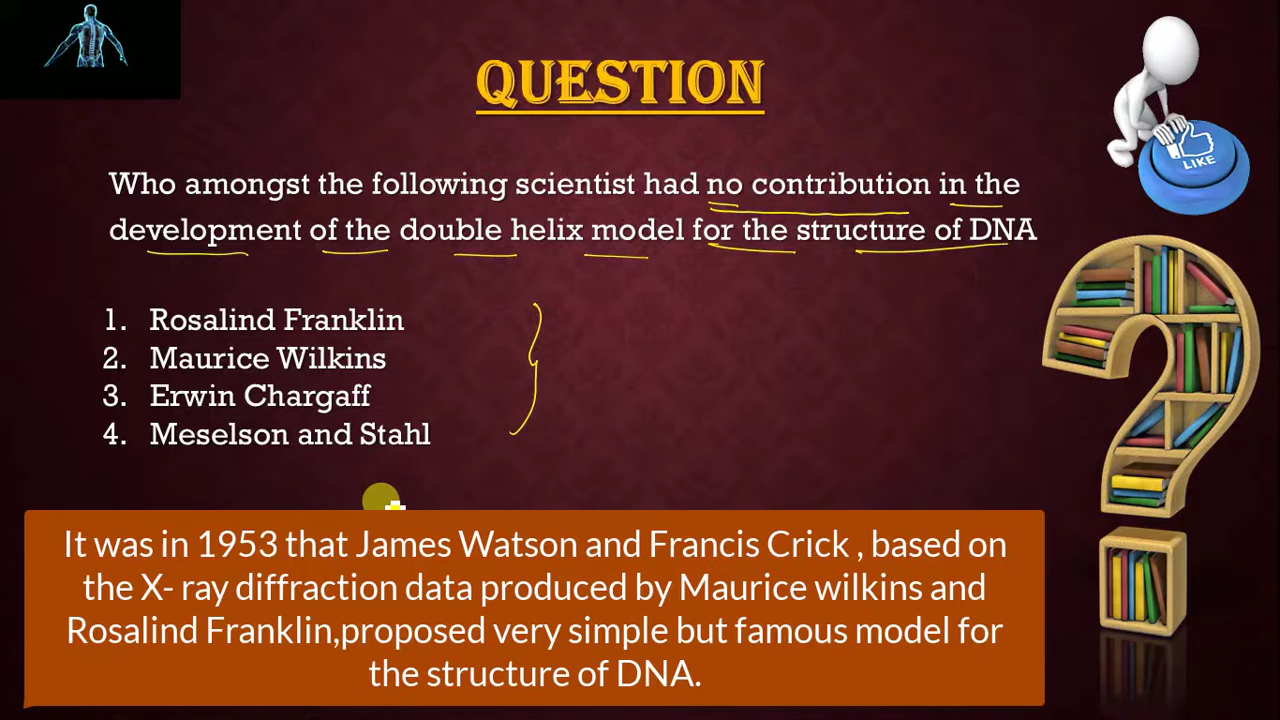 QUESTION
LIKE
Who amongst the following scientist had no contribution in the
development of the double helix model for the structure of DNA
1. Rosalind Franklin
2. Maurice Wilkins
3. Erwin Chargaff
4. Meselson and Stahl
It was in 1953 that James Watson and Francis Crick , based on
the X- ray diffraction data produced by Maurice wilkins and
Rosalind Franklin,proposed very simple but famous model for
the structure of DNA.